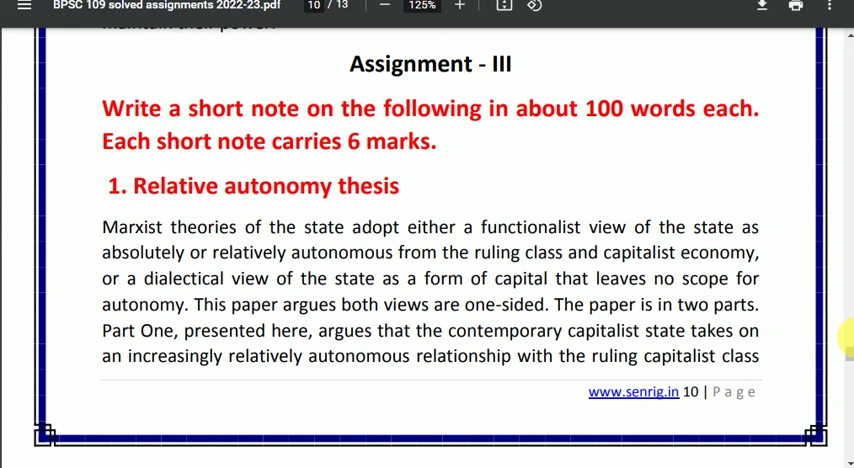 BPSC 109 solved assignments 2022-23.pdf 10 / 13 125%
maintain their power.
Assignment - III
Write a short note on the following in about 100 words each.
Each short note carries 6 marks.
1. Relative autonomy thesis
Marxist theories of the state adopt either a functionalist view of the state as
absolutely or relatively autonomous from the ruling class and capitalist economy,
or a dialectical view of the state as a form of capital that leaves no scope for
autonomy. This paper argues both views are one-sided. The paper is in two parts.
Part One, presented here, argues that the contemporary capitalist state takes on
an increasingly relatively autonomous relationship with the ruling capitalist class
www.senrig.in 10 | P a g e